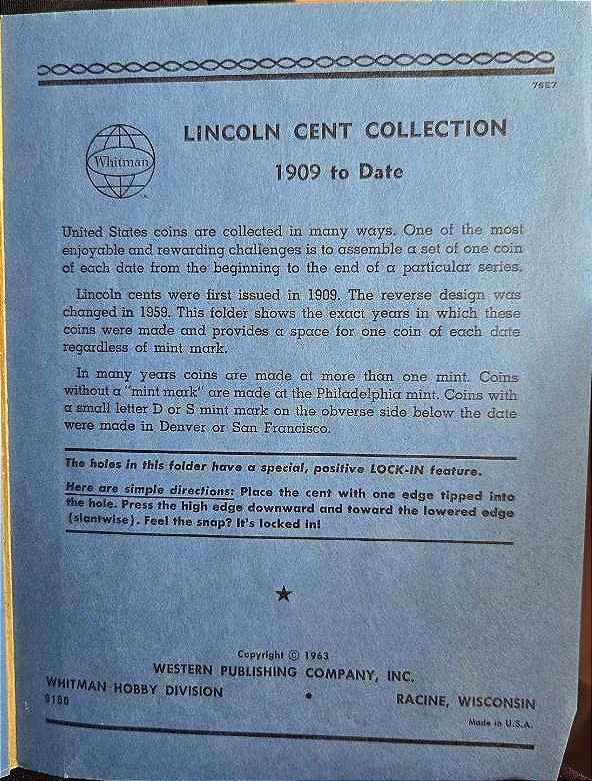 76E7
Whitman
LINCOLN CENT COLLECTION
1909 to Date
United States coins are collected in many ways. One of the most
enjoyable and rewarding challenges is to assemble a set of one coin
of each date from the beginning to the end of a particular series.
Lincoln cents were first issued in 1909. The reverse design was
changed in 1959. This folder shows the exact years in which these
coins were made and provides a space for one coin of each date
regardless of mint mark.
In many years coins are made at more than one mint. Coins
without a "mint mark" are made at the Philadelphia mint. Coins with
a small letter D or S mint mark on the obverse side below the date
were made in Denver or San Francisco.
The holes in this folder have a special, positive LOCK-IN feature.
Here are simple directions: Place the cent with one edge tipped into
the hole. Press the high edge downward and toward the lowered edge
(slantwise). Feel the snap? It's locked in!
Copyright © 1963
WESTERN PUBLISHING COMPANY, INC.
WHITMAN HOBBY DIVISION • RACINE, WISCONSIN
9100
Made in U.S.A.